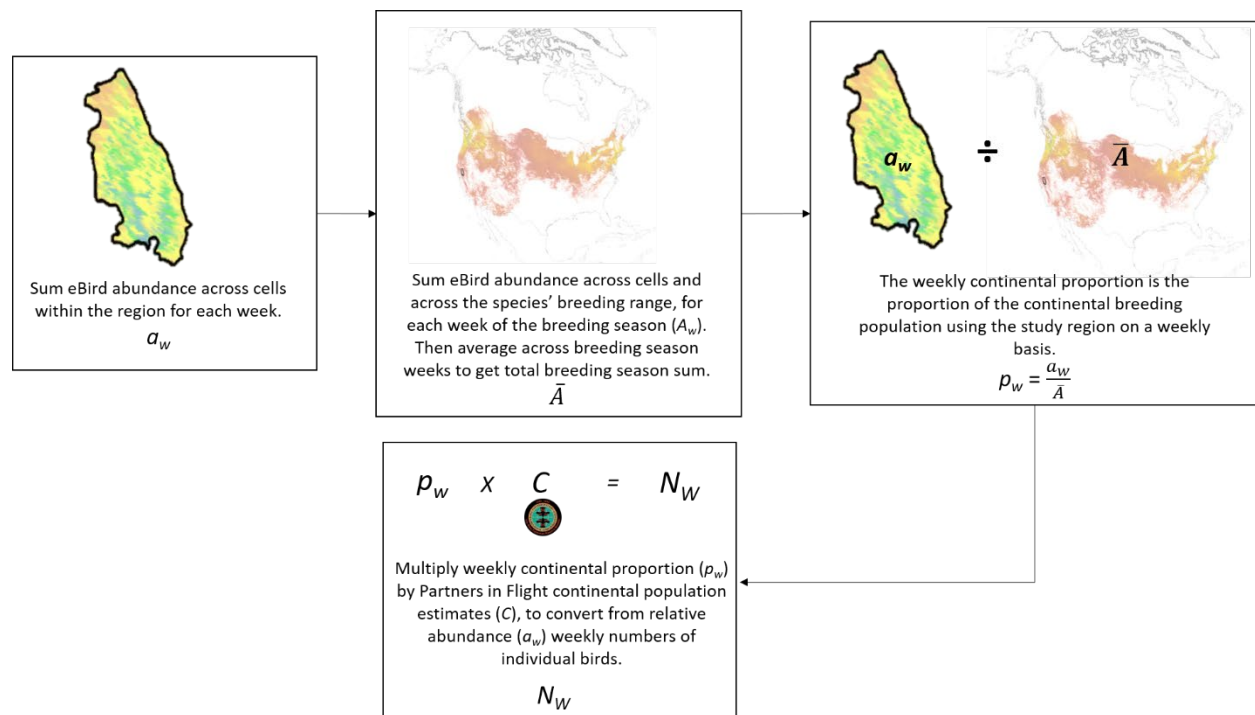 Sum eBird abundance across cells
within the region for each week.
a_w
Sum eBird abundance across cells and
across the species’ breeding range, for
each week of the breeding season (A_w).
Then average across breeding season
weeks to get total breeding season sum.
Ā
a_w ÷ Ā
The weekly continental proportion is the
proportion of the continental breeding
population using the study region on a weekly
basis.
p_w = a_w / Ā
p_w x C = N_W
Multiply weekly continental proportion (p_w)
by Partners in Flight continental population
estimates (C), to convert from relative
abundance (a_w) weekly numbers of
individual birds.
N_W